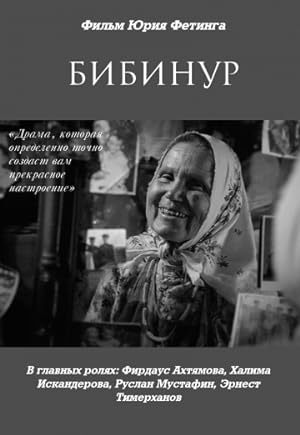 Фильм Юрия Фетинга
БИБИНУР
«Драма, которая
определенно точно
создаст вам
прекрасное
настроение»
В главных ролях: Фирдаус Ахтямова, Халима
Искандерова, Руслан Мустафин, Эрнест
Тимерханов